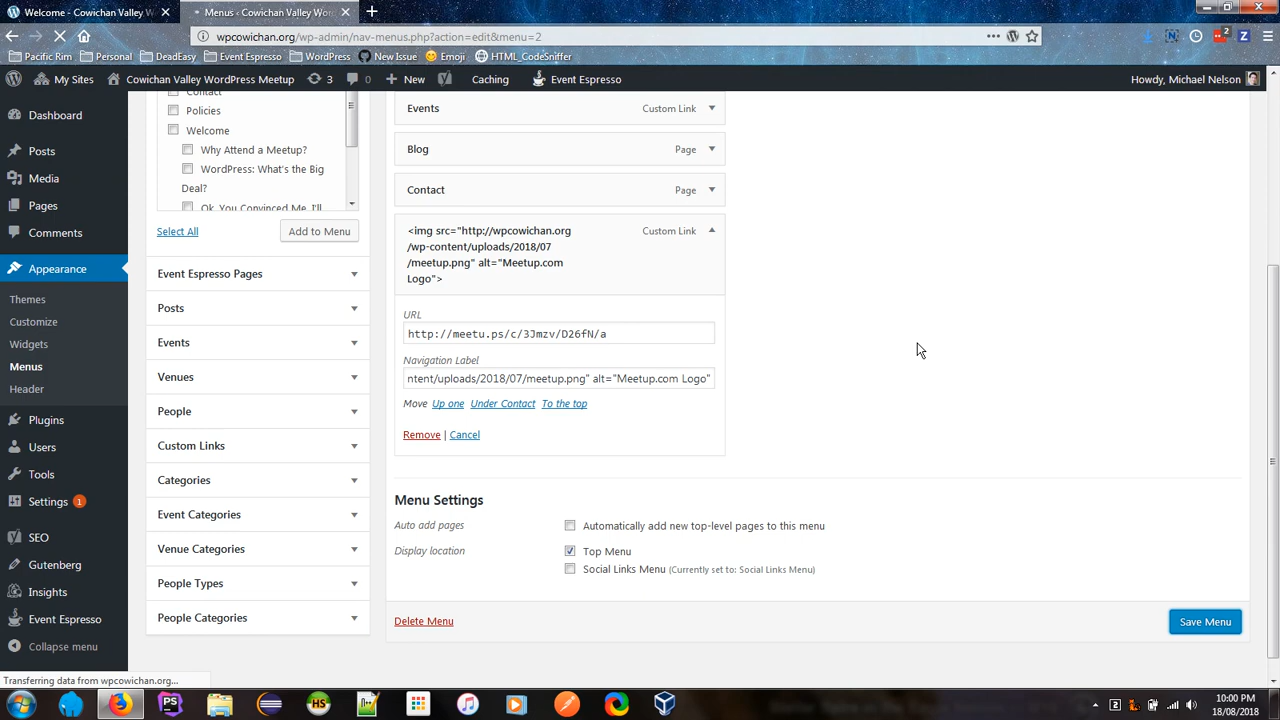 Welcome - Cowichan Valley W
Menus - Cowichan Valley Wor
wpcowichan.org/wp-admin/nav-menus.php?action=edit&menu=2
Pacific Rim
Personal
DeadEasy
Event Espresso
WordPress
New Issue
Emoji
HTML_CodeSniffer
My Sites
Cowichan Valley WordPress Meetup
3
0
New
Caching
Event Espresso
Howdy, Michael Nelson
Dashboard
Posts
Media
Pages
Comments
Appearance
Themes
Customize
Widgets
Menus
Header
Plugins
Users
Tools
Settings 1
SEO
Gutenberg
Insights
Event Espresso
Collapse menu
Contact
Policies
Welcome
Why Attend a Meetup?
WordPress: What's the Big
Deal?
Ok, You Convinced Me, I'll
Select All
Add to Menu
Event Espresso Pages
Posts
Events
Venues
People
Custom Links
Categories
Event Categories
Venue Categories
People Types
People Categories
Events Custom Link
Blog Page
Contact Page
<img src="http://wpcowichan.org Custom Link
/wp-content/uploads/2018/07
/meetup.png" alt="Meetup.com
Logo">
URL
http://meetu.ps/c/3Jmzv/D26fN/a
Navigation Label
ntent/uploads/2018/07/meetup.png" alt="Meetup.com Logo"
Move Up one Under Contact To the top
Remove | Cancel
Menu Settings
Auto add pages
Automatically add new top-level pages to this menu
Display location
Top Menu
Social Links Menu (Currently set to: Social Links Menu)
Delete Menu
Save Menu
Transferring data from wpcowichan.org...
PS
HS
10:00 PM
18/08/2018